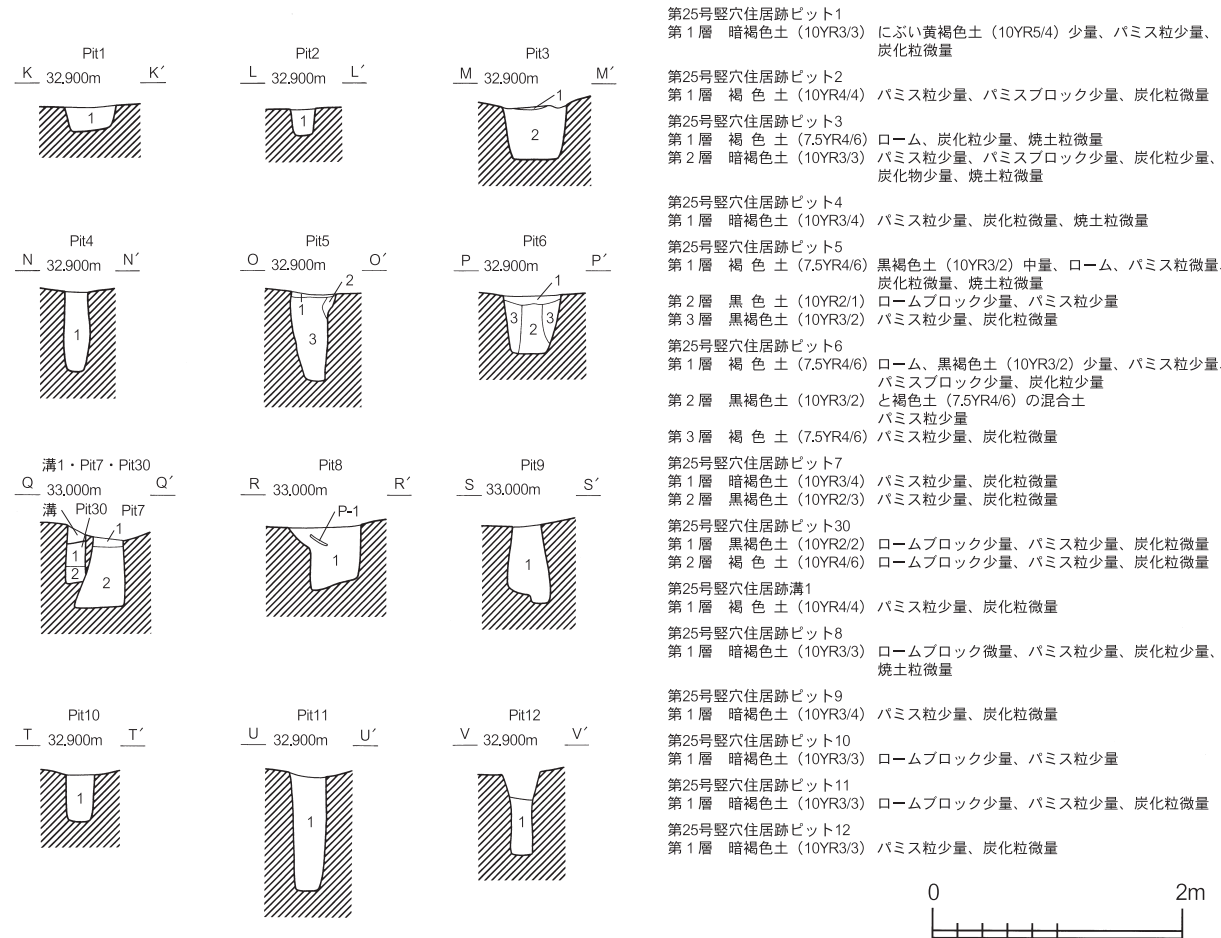 Pit1
K 32.900m K′
1
Pit2
L 32.900m L′
1
Pit3
M 32.900m M′
1
2
Pit4
N 32.900m N′
1
Pit5
O 32.900m O′
2
1
3
Pit6
P 32.900m P′
1
3 2 3
溝1・Pit7・Pit30
Q 33.000m Q′
溝 Pit30 Pit7
1
1
2 2
Pit8
R 33.000m R′
P-1
1
Pit9
S 33.000m S′
1
Pit10
T 32.900m T′
1
Pit11
U 32.900m U′
1
Pit12
V 32.900m V′
1
第25号竪穴住居跡ピット1
第1層 暗褐色土(10YR3/3) にぶい黄褐色土(10YR5/4)少量、パミス粒少量、
炭化粒微量
第25号竪穴住居跡ピット2
第1層 褐色土(10YR4/4) パミス粒少量、パミスブロック少量、炭化粒微量
第25号竪穴住居跡ピット3
第1層 褐色土(7.5YR4/6) ローム、炭化粒少量、焼土粒微量
第2層 暗褐色土(10YR3/3) パミス粒少量、パミスブロック少量、炭化粒少量、
炭化物少量、焼土粒微量
第25号竪穴住居跡ピット4
第1層 暗褐色土(10YR3/4) パミス粒少量、炭化粒微量、焼土粒微量
第25号竪穴住居跡ピット5
第1層 褐色土(7.5YR4/6) 黒褐色土(10YR3/2)中量、ローム、パミス粒微量、
炭化粒微量、焼土粒微量
第2層 黒色土(10YR2/1) ロームブロック少量、パミス粒少量
第3層 黒褐色土(10YR3/2) パミス粒少量、炭化粒微量
第25号竪穴住居跡ピット6
第1層 褐色土(7.5YR4/6) ローム、黒褐色土(10YR3/2)少量、パミス粒少量、
パミスブロック少量、炭化粒少量
第2層 黒褐色土(10YR3/2) と褐色土(7.5YR4/6)の混合土
パミス粒少量
第3層 褐色土(7.5YR4/6) パミス粒少量、炭化粒微量
第25号竪穴住居跡ピット7
第1層 暗褐色土(10YR3/4) パミス粒少量、炭化粒微量
第2層 黒褐色土(10YR2/3) パミス粒少量、炭化粒微量
第25号竪穴住居跡ピット30
第1層 黒褐色土(10YR2/2) ロームブロック少量、パミス粒少量、炭化粒微量
第2層 褐色土(10YR4/6) ロームブロック少量、パミス粒少量、炭化粒微量
第25号竪穴住居跡溝1
第1層 褐色土(10YR4/4) パミス粒少量、炭化粒微量
第25号竪穴住居跡ピット8
第1層 暗褐色土(10YR3/3) ロームブロック微量、パミス粒少量、炭化粒少量、
焼土粒微量
第25号竪穴住居跡ピット9
第1層 暗褐色土(10YR3/4) パミス粒少量、炭化粒微量
第25号竪穴住居跡ピット10
第1層 暗褐色土(10YR3/3) ロームブロック少量、パミス粒少量
第25号竪穴住居跡ピット11
第1層 暗褐色土(10YR3/3) ロームブロック少量、パミス粒少量、炭化粒微量
第25号竪穴住居跡ピット12
第1層 暗褐色土(10YR3/3) パミス粒少量、炭化粒微量
0 2m